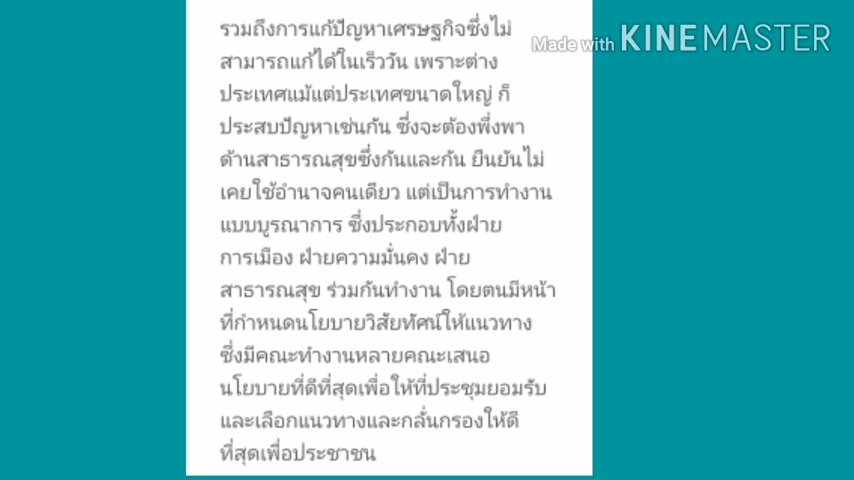 รวมถึงการแก้ปัญหาเศรษฐกิจซึ่งไม่
Made with KINEMASTER
สามารถแก้ได้ในเร็ววัน เพราะต่าง
ประเทศแม้แต่ประเทศขนาดใหญ่ ก็
ประสบปัญหาเช่นกัน ซึ่งจะต้องพึ่งพา
ด้านสาธารณสุขซึ่งกันและกัน ยืนยันไม่
เคยใช้อำนาจคนเดียว แต่เป็นการทำงาน
แบบบูรณาการ ซึ่งประกอบทั้งฝ่าย
การเมือง ฝ่ายความมั่นคง ฝ่าย
สาธารณสุข ร่วมกันทำงาน โดยตนมีหน้า
ที่กำหนดนโยบายวิสัยทัศน์ให้แนวทาง
ซึ่งมีคณะทำงานหลายคณะเสนอ
นโยบายที่ดีที่สุดเพื่อให้ที่ประชุมยอมรับ
และเลือกแนวทางและกลั่นกรองให้ดี
ที่สุดเพื่อประชาชน